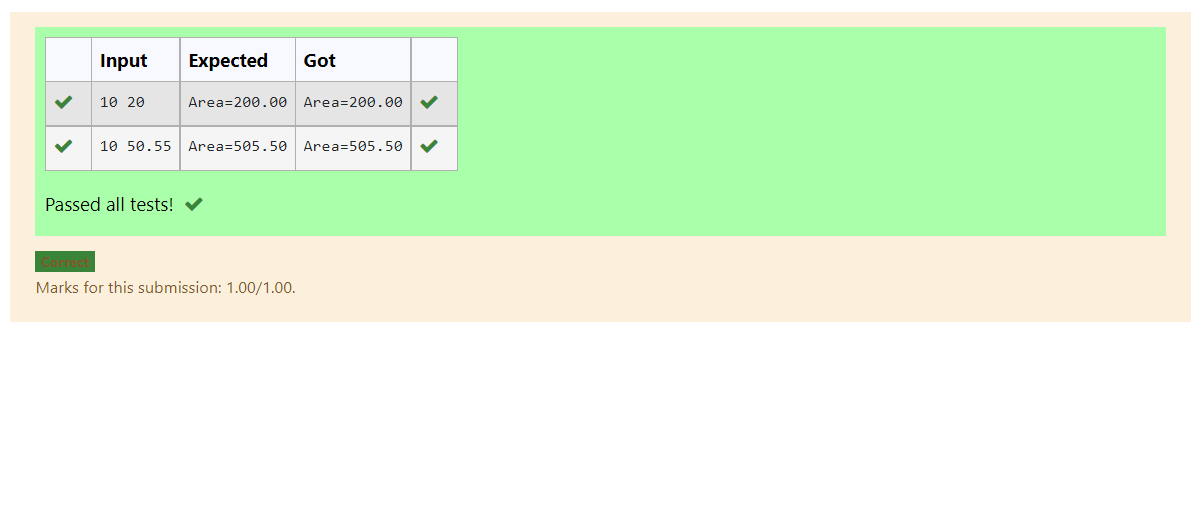 Input Expected Got
10 20 Area=200.00 Area=200.00
10 50.55 Area=505.50 Area=505.50
Passed all tests!
Correct
Marks for this submission: 1.00/1.00.